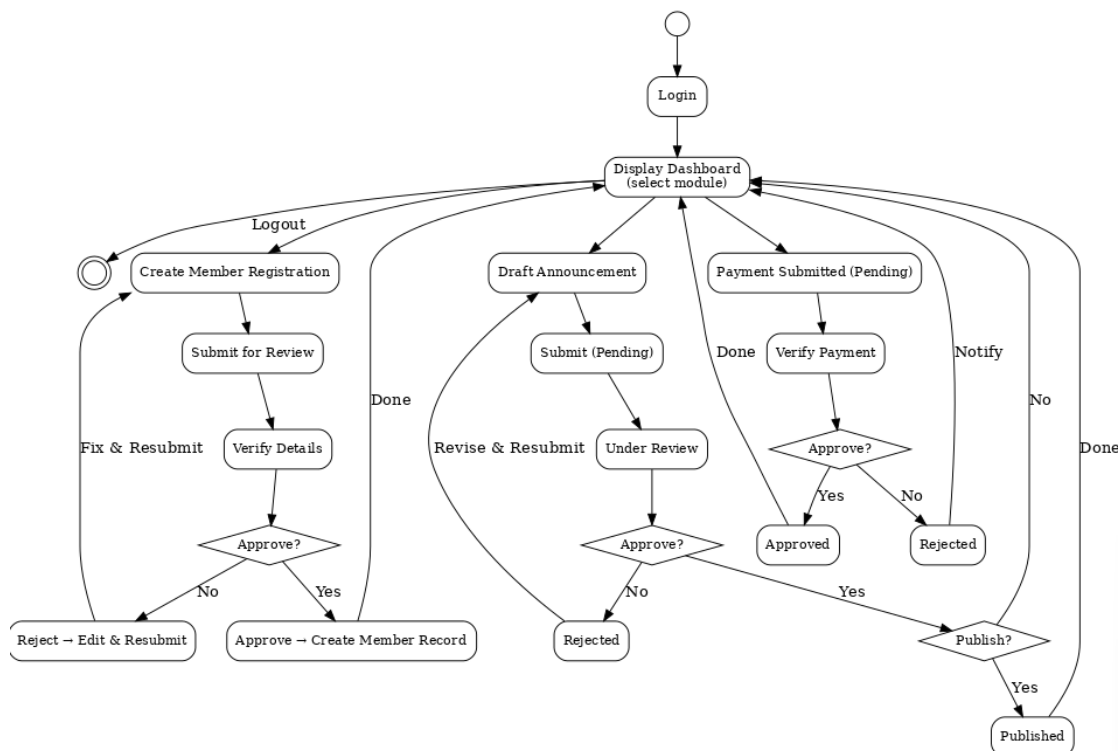 Login
Display Dashboard
(select module)
Logout
Create Member Registration
Draft Announcement
Payment Submitted (Pending)
Submit for Review
Submit (Pending)
Verify Payment
Done
Notify
Done
No
Fix & Resubmit
Verify Details
Revise & Resubmit
Under Review
Approve?
Done
Yes
No
Approve?
Approve?
Approved
Rejected
No
Yes
No
Yes
Reject → Edit & Resubmit
Approve → Create Member Record
Rejected
Publish?
Yes
Published